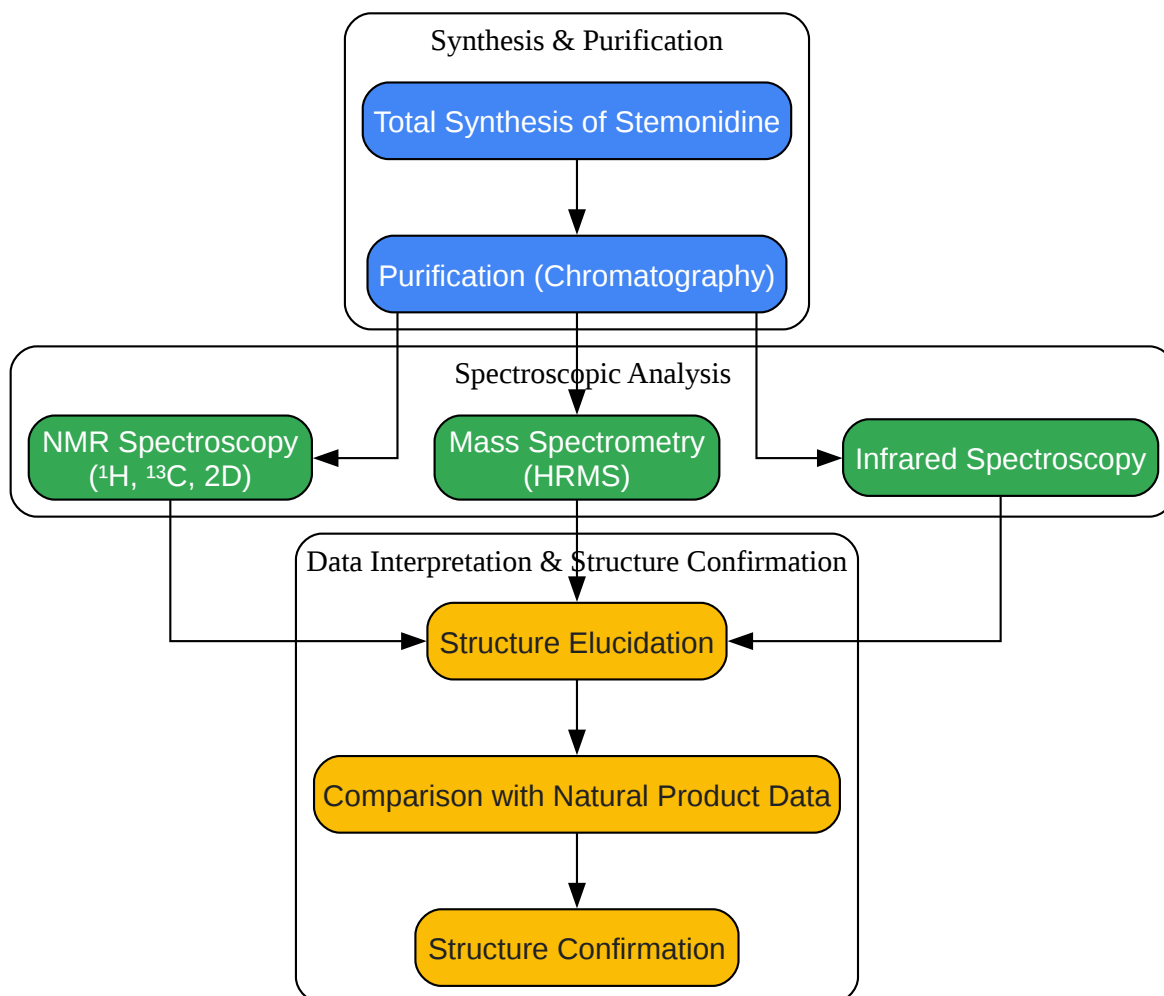 Synthesis & Purification
Total Synthesis of Stemonidine
Purification (Chromatography)
Spectroscopic Analysis
NMR Spectroscopy
(¹H, ¹³C, 2D)
Mass Spectrometry
(HRMS)
Infrared Spectroscopy
Data Interpretation & Structure Confirmation
Structure Elucidation
Comparison with Natural Product Data
Structure Confirmation